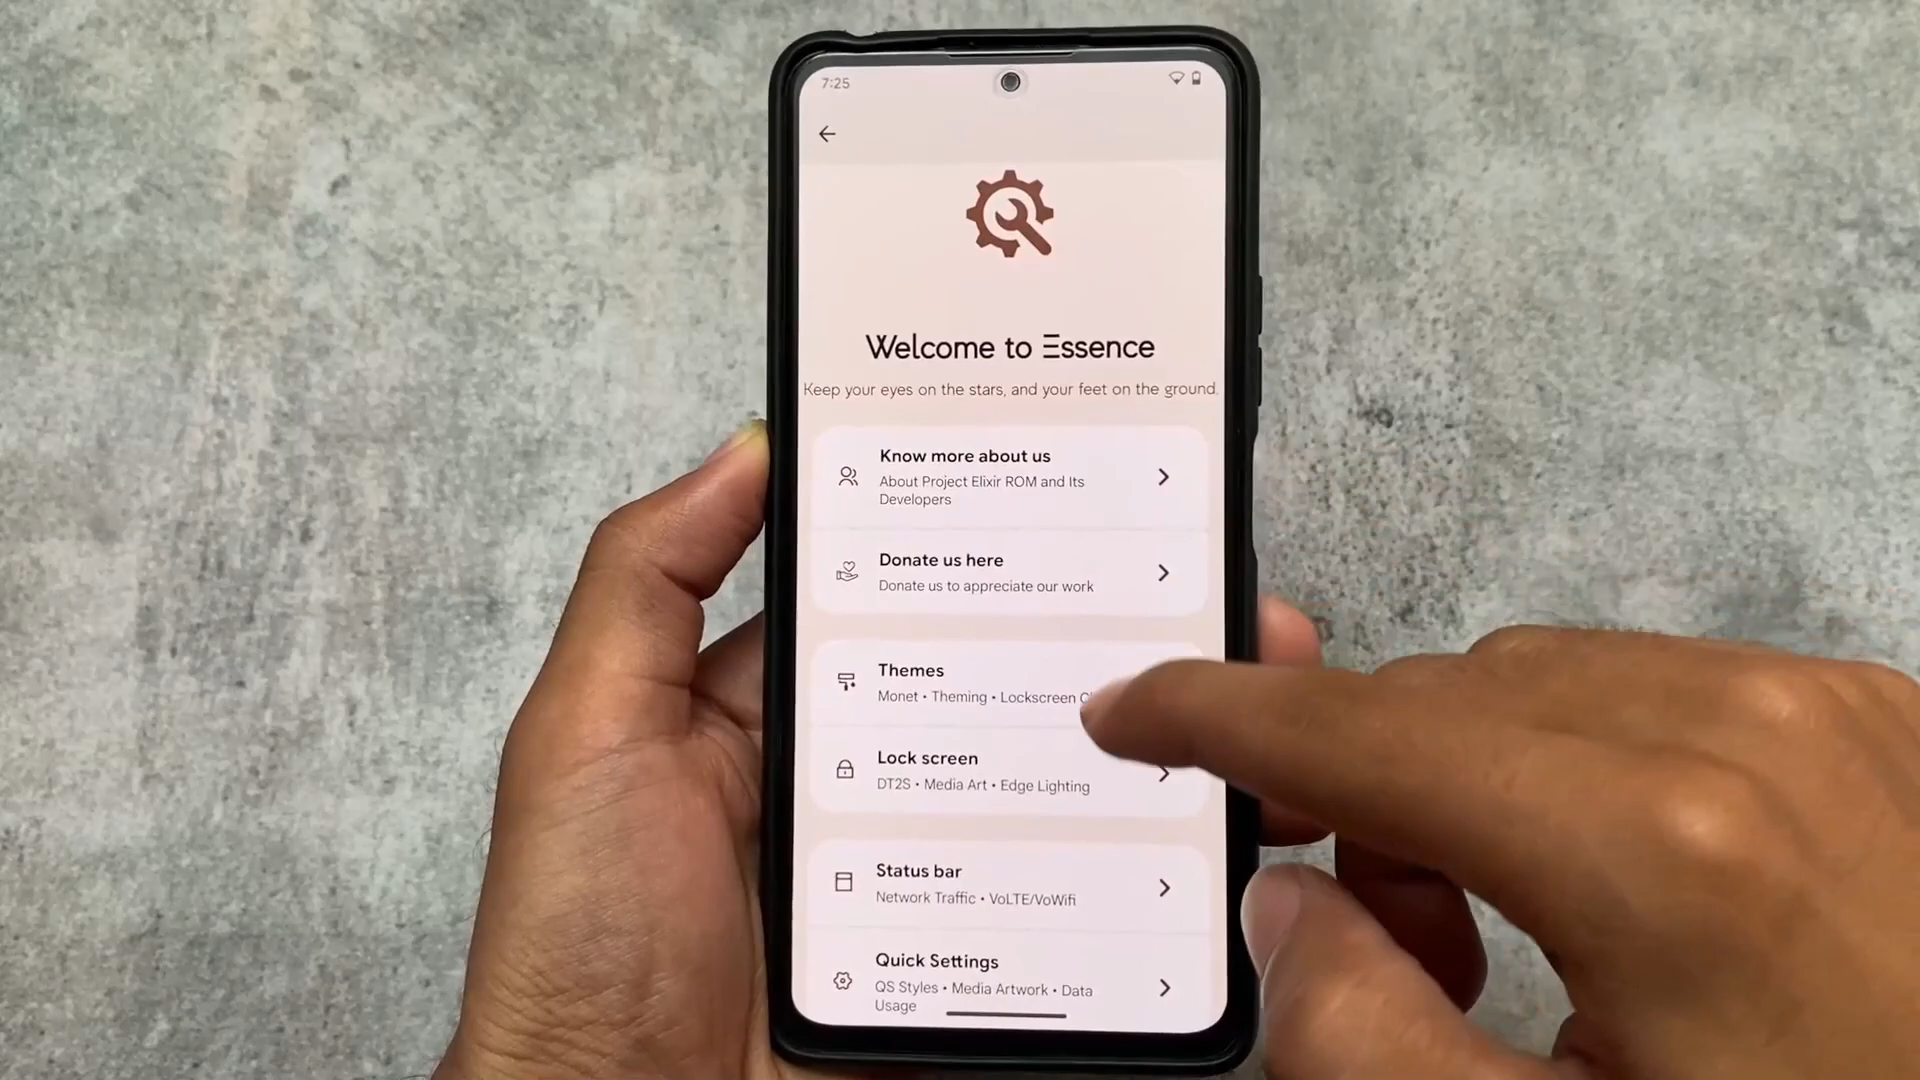 7:25
Welcome to Essence
Keep your eyes on the stars, and your feet on the ground.
Know more about us
About Project Elixir ROM and Its
Developers
Donate us here
Donate us to appreciate our work
Themes
Monet • Theming • Lockscreen
Lock screen
DT2S • Media Art • Edge Lighting
Status bar
Network Traffic • VoLTE/VoWifi
Quick Settings
QS Styles • Media Artwork • Data
Usage